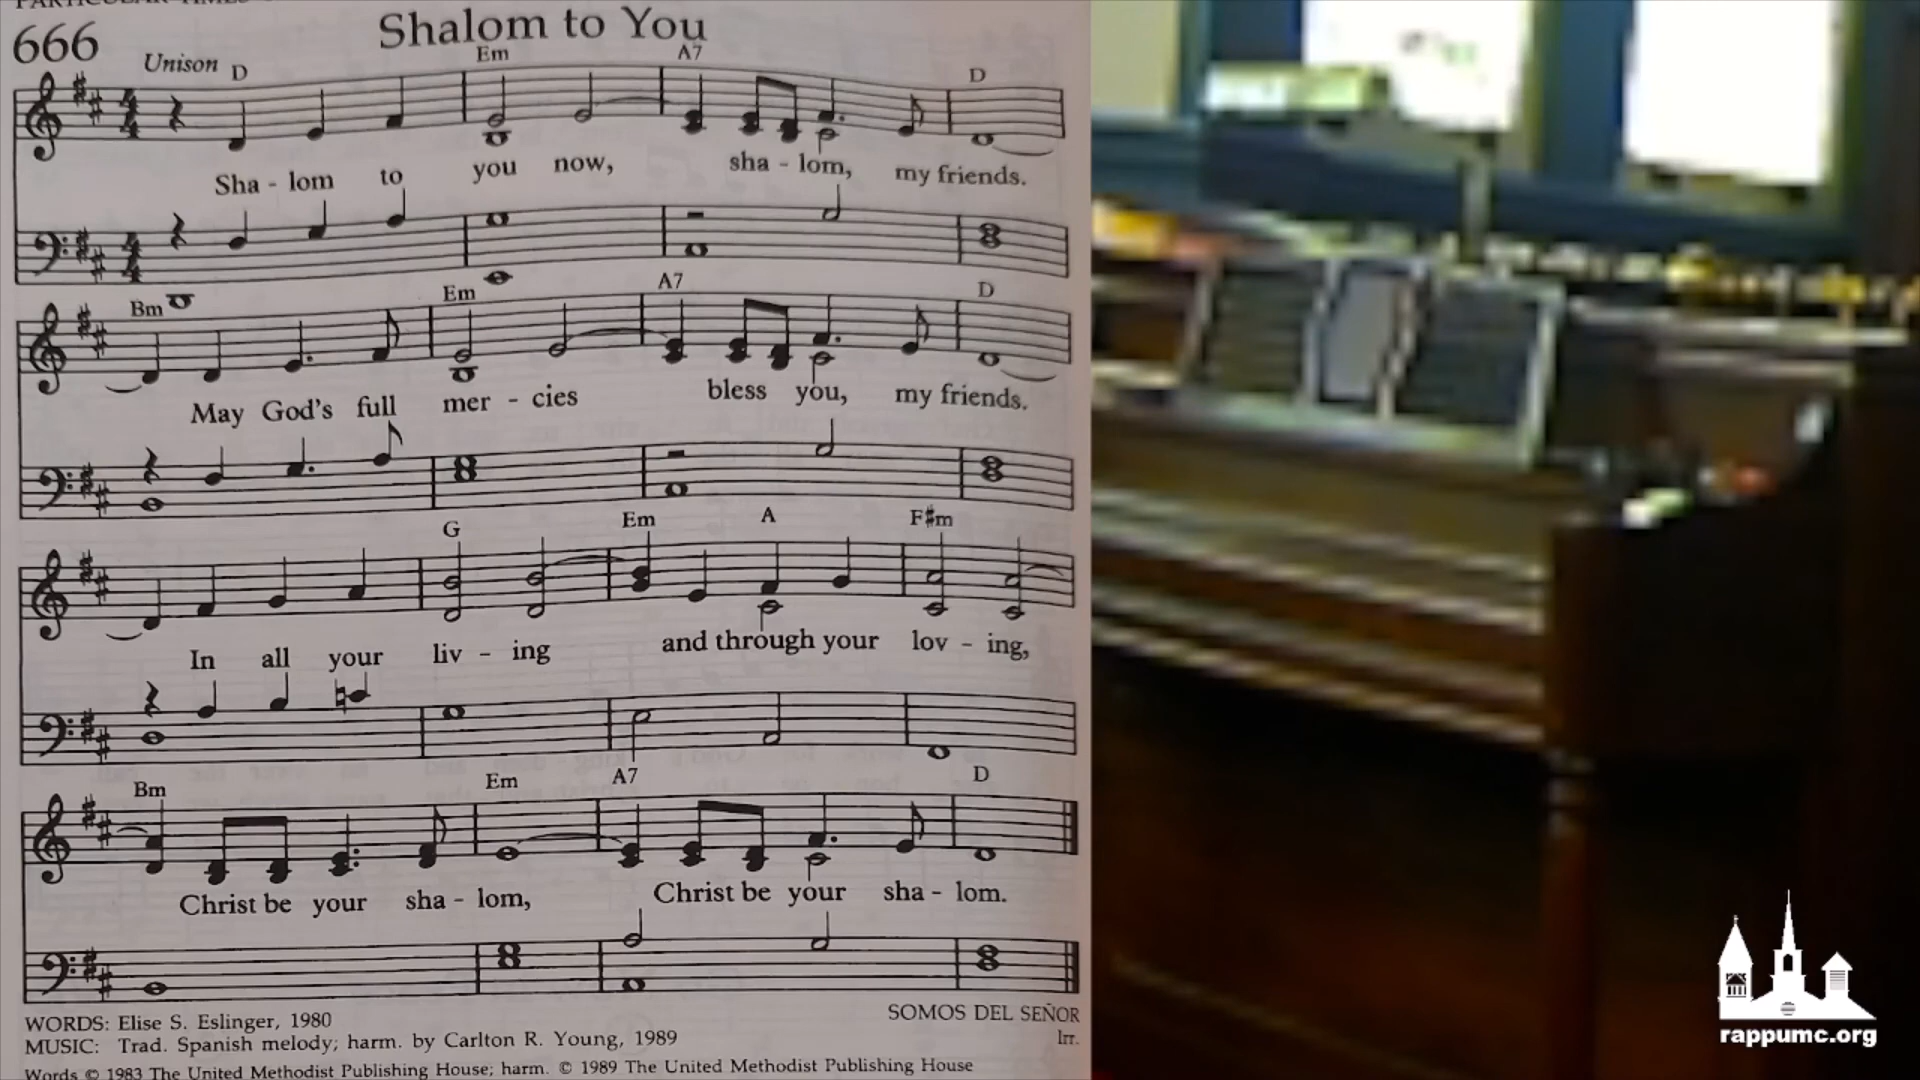 PARTICULAR TIMES
666
Shalom to You
Unison D Em A7 D
Sha - lom to you now, sha - lom, my friends.
Bm Em A7 D
May God's full mer - cies bless you, my friends.
G Em A F#m
In all your liv - ing and through your lov - ing,
Bm Em A7 D
Christ be your sha - lom, Christ be your sha - lom.
WORDS: Elise S. Eslinger, 1980
MUSIC: Trad. Spanish melody; harm. by Carlton R. Young, 1989
SOMOS DEL SEÑOR
Irr.
Words © 1983 The United Methodist Publishing House; harm. © 1989 The United Methodist Publishing House
rappumc.org